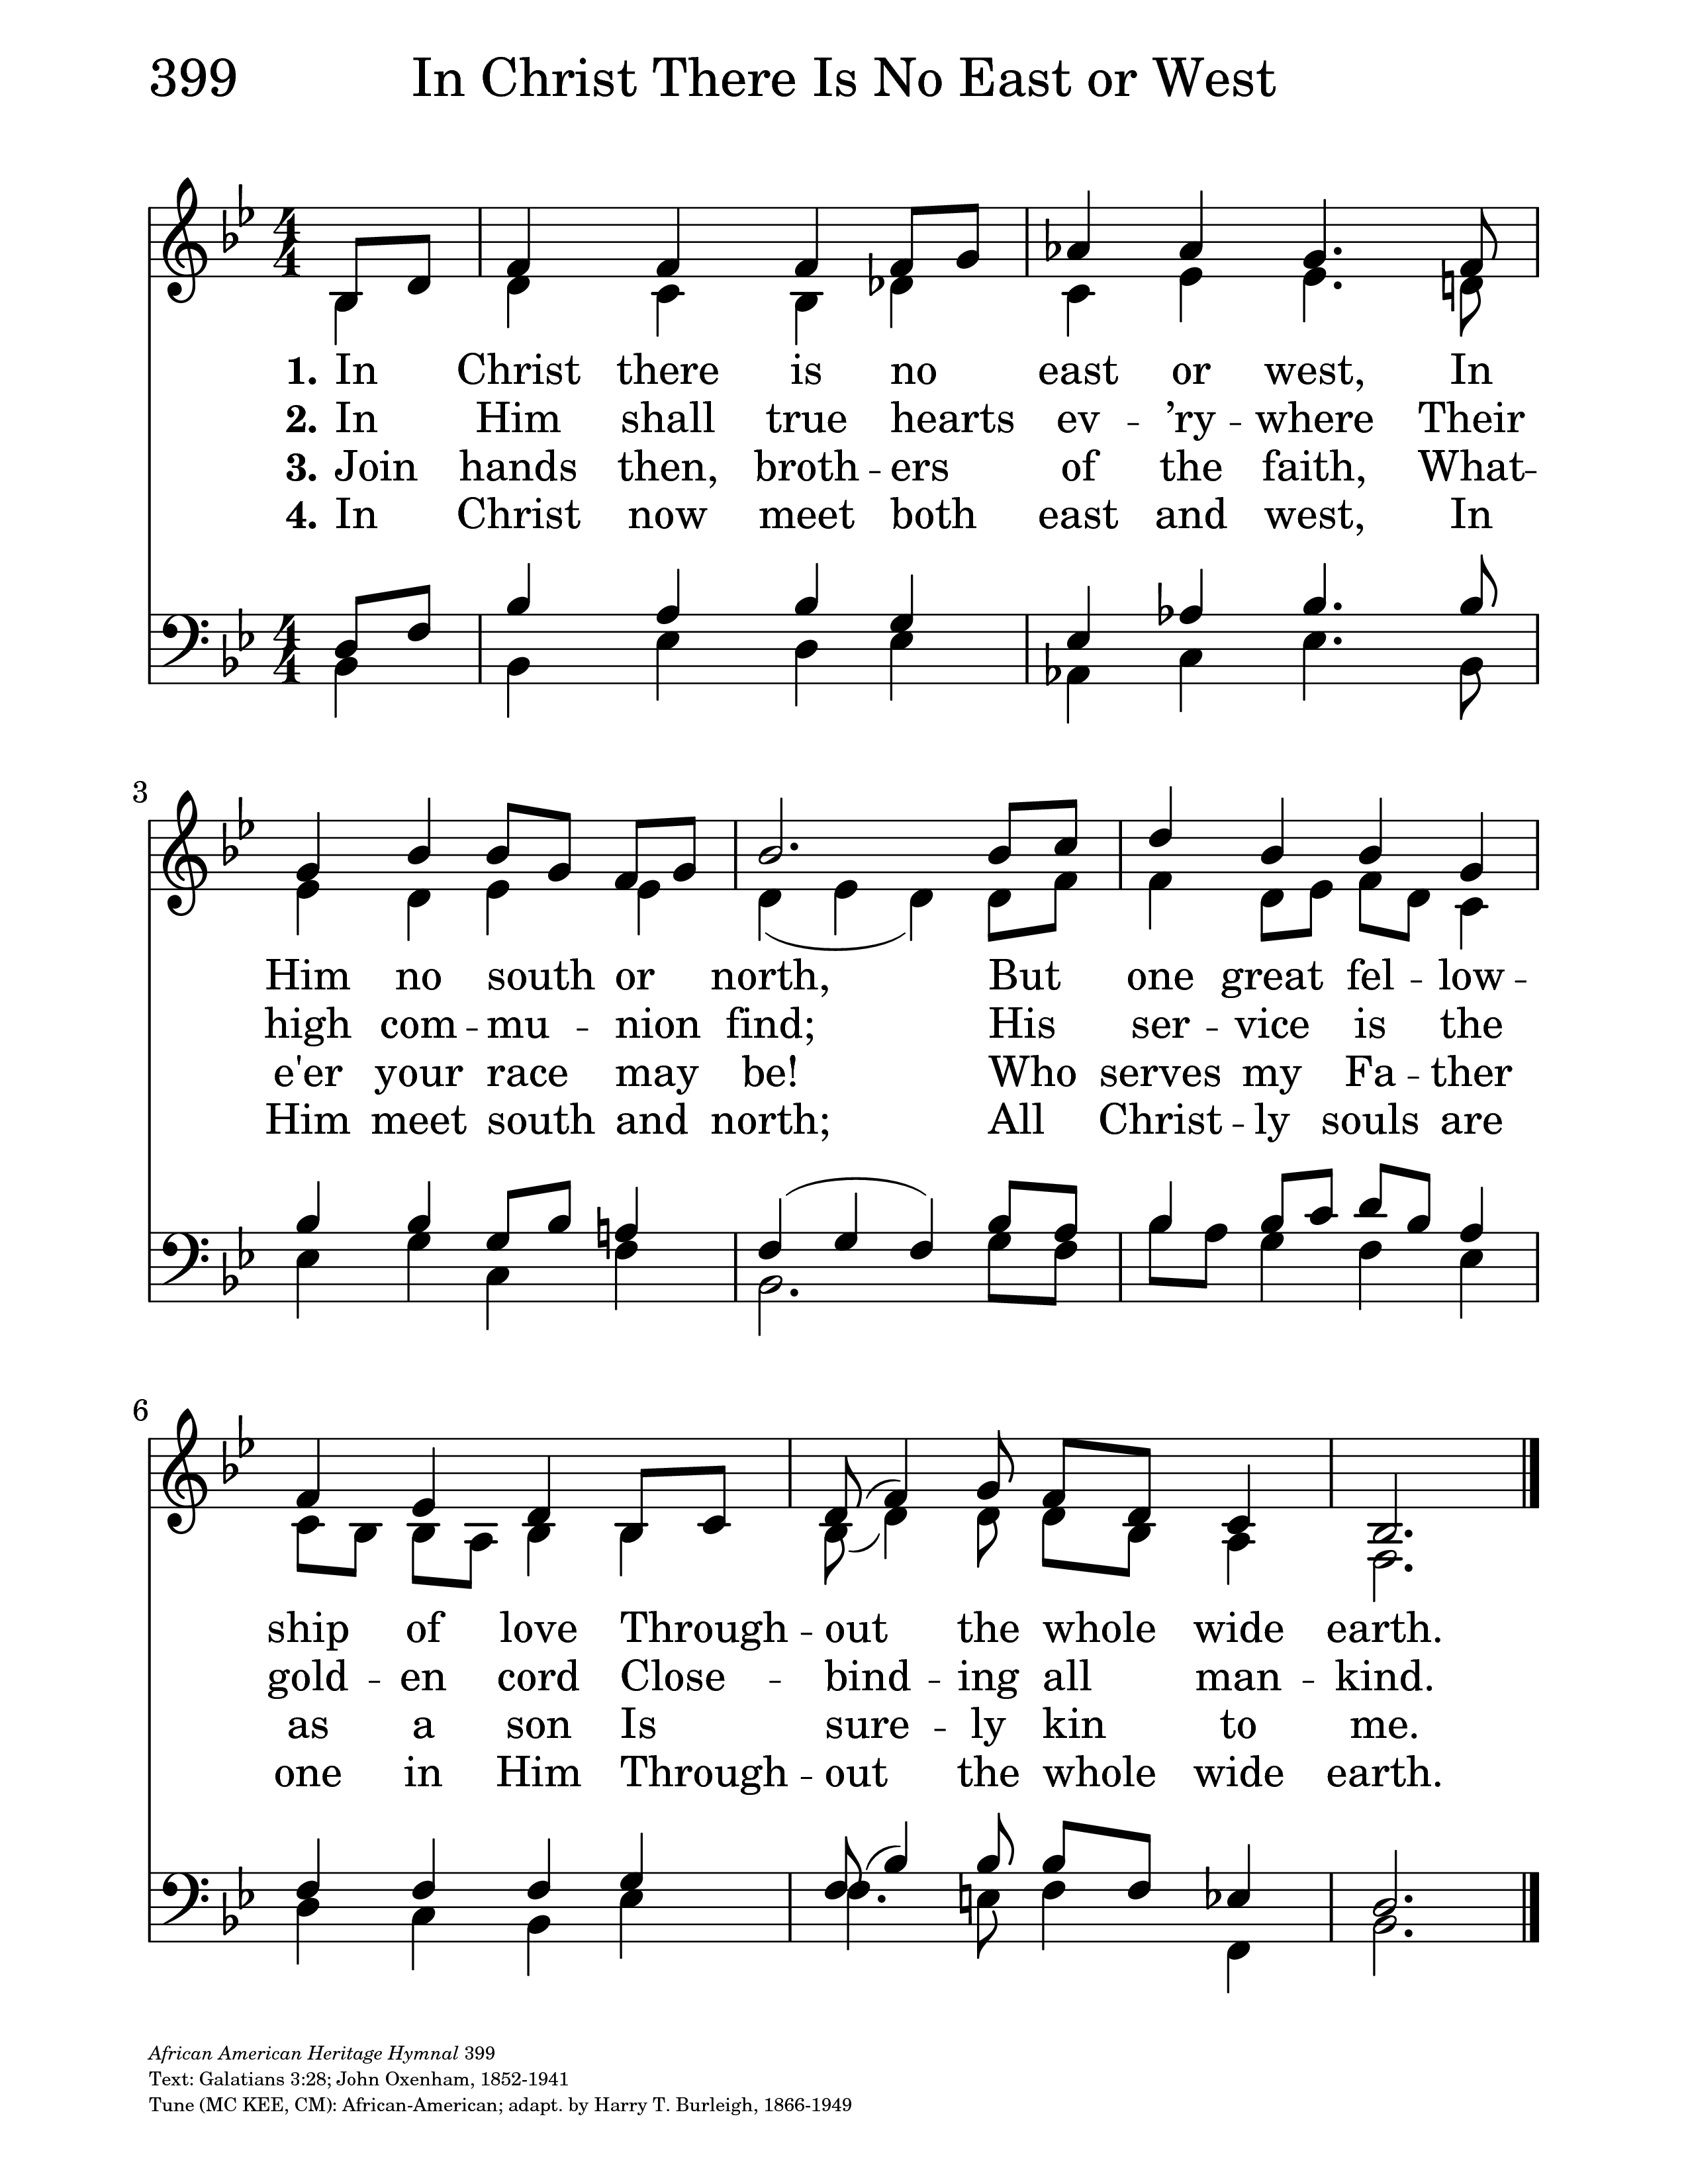 399 In Christ There Is No East or West
4
4
1. In Christ there is no east or west, In
2. In Him shall true hearts ev - ’ry - where Their
3. Join hands then, broth - ers of the faith, What -
4. In Christ now meet both east and west, In
4
4
3
Him no south or north, But one great fel - low -
high com - mu - nion find; His ser - vice is the
e'er your race may be! Who serves my Fa - ther
Him meet south and north; All Christ - ly souls are
6
ship of love Through - out the whole wide earth.
gold - en cord Close - bind - ing all man - kind.
as a son Is sure - ly kin to me.
one in Him Through - out the whole wide earth.
African American Heritage Hymnal 399
Text: Galatians 3:28; John Oxenham, 1852-1941
Tune (MC KEE, CM): African-American; adapt. by Harry T. Burleigh, 1866-1949